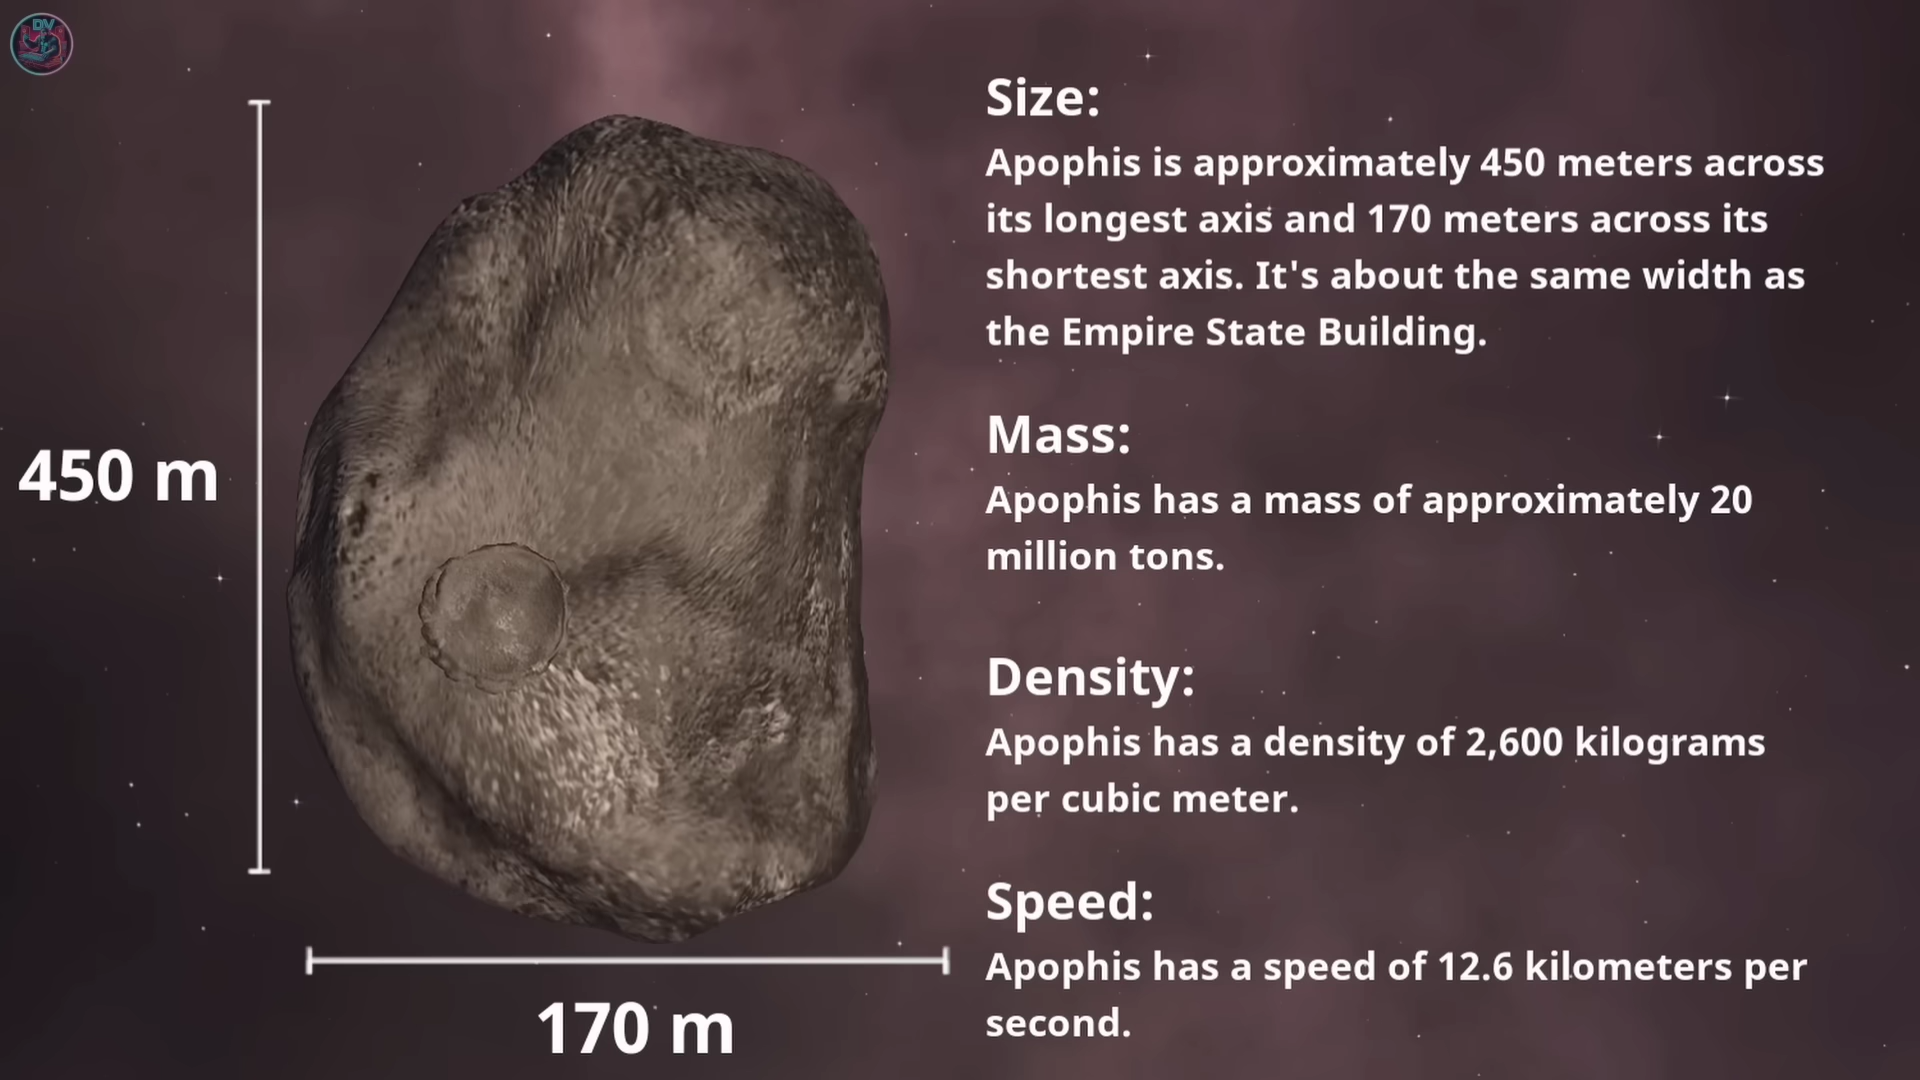 DV
Size:
Apophis is approximately 450 meters across
its longest axis and 170 meters across its
shortest axis. It's about the same width as
the Empire State Building.
Mass:
Apophis has a mass of approximately 20
million tons.
Density:
Apophis has a density of 2,600 kilograms
per cubic meter.
Speed:
Apophis has a speed of 12.6 kilometers per
second.
450 m
170 m